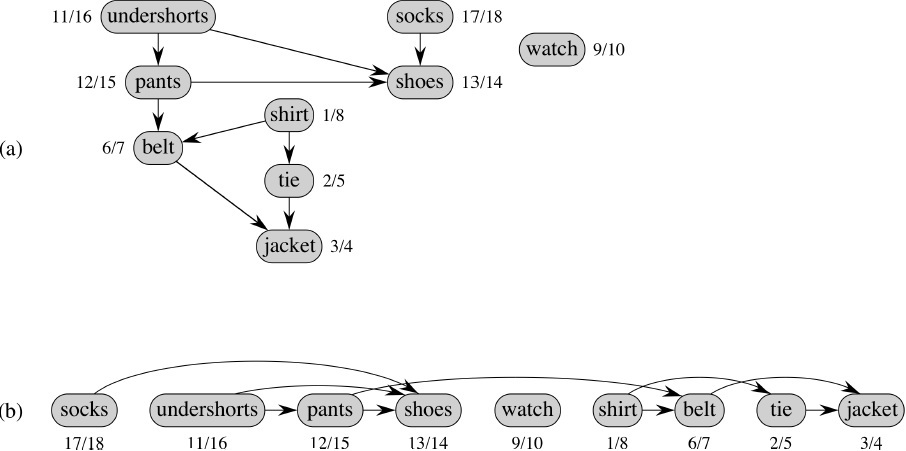 11/16 undershorts socks 17/18
watch 9/10
12/15 pants shoes 13/14
shirt 1/8
(a) 6/7 belt
tie 2/5
jacket 3/4
(b) socks undershorts pants shoes watch shirt belt tie jacket
17/18 11/16 12/15 13/14 9/10 1/8 6/7 2/5 3/4